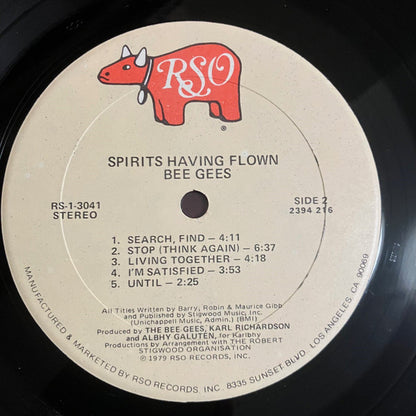 RSO
®
SPIRITS HAVING FLOWN
BEE GEES
RS-1-3041
STEREO
SIDE 2
2394 216
1. SEARCH, FIND – 4:11
2. STOP (THINK AGAIN) – 6:37
3. LIVING TOGETHER – 4:18
4. I'M SATISFIED – 3:53
5. UNTIL – 2:25
All Titles Written by Barry, Robin & Maurice Gibb
and Published by Stigwood Music, Inc.
(Unichappell Music, Admin.) (BMI)
Produced by THE BEE GEES, KARL RICHARDSON
and ALBHY GALUTEN, for Karlbhy
Productions by Arrangement with THE ROBERT
STIGWOOD ORGANISATION
℗ 1979 RSO RECORDS, INC.
MANUFACTURED & MARKETED BY RSO RECORDS, INC 8335 SUNSET BLVD. LOS ANGELES, CA 90069